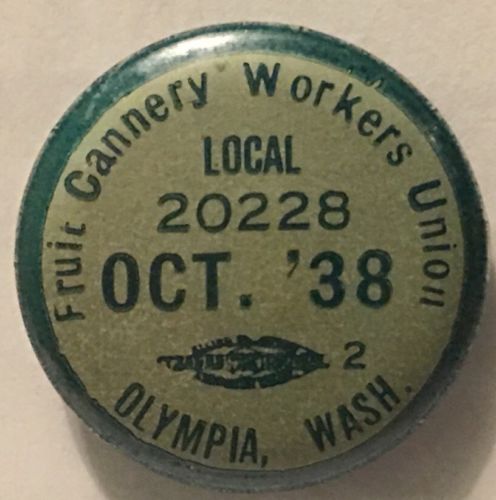 Fruit Cannery Workers Union
LOCAL
20228
OCT. '38
2
OLYMPIA, WASH.